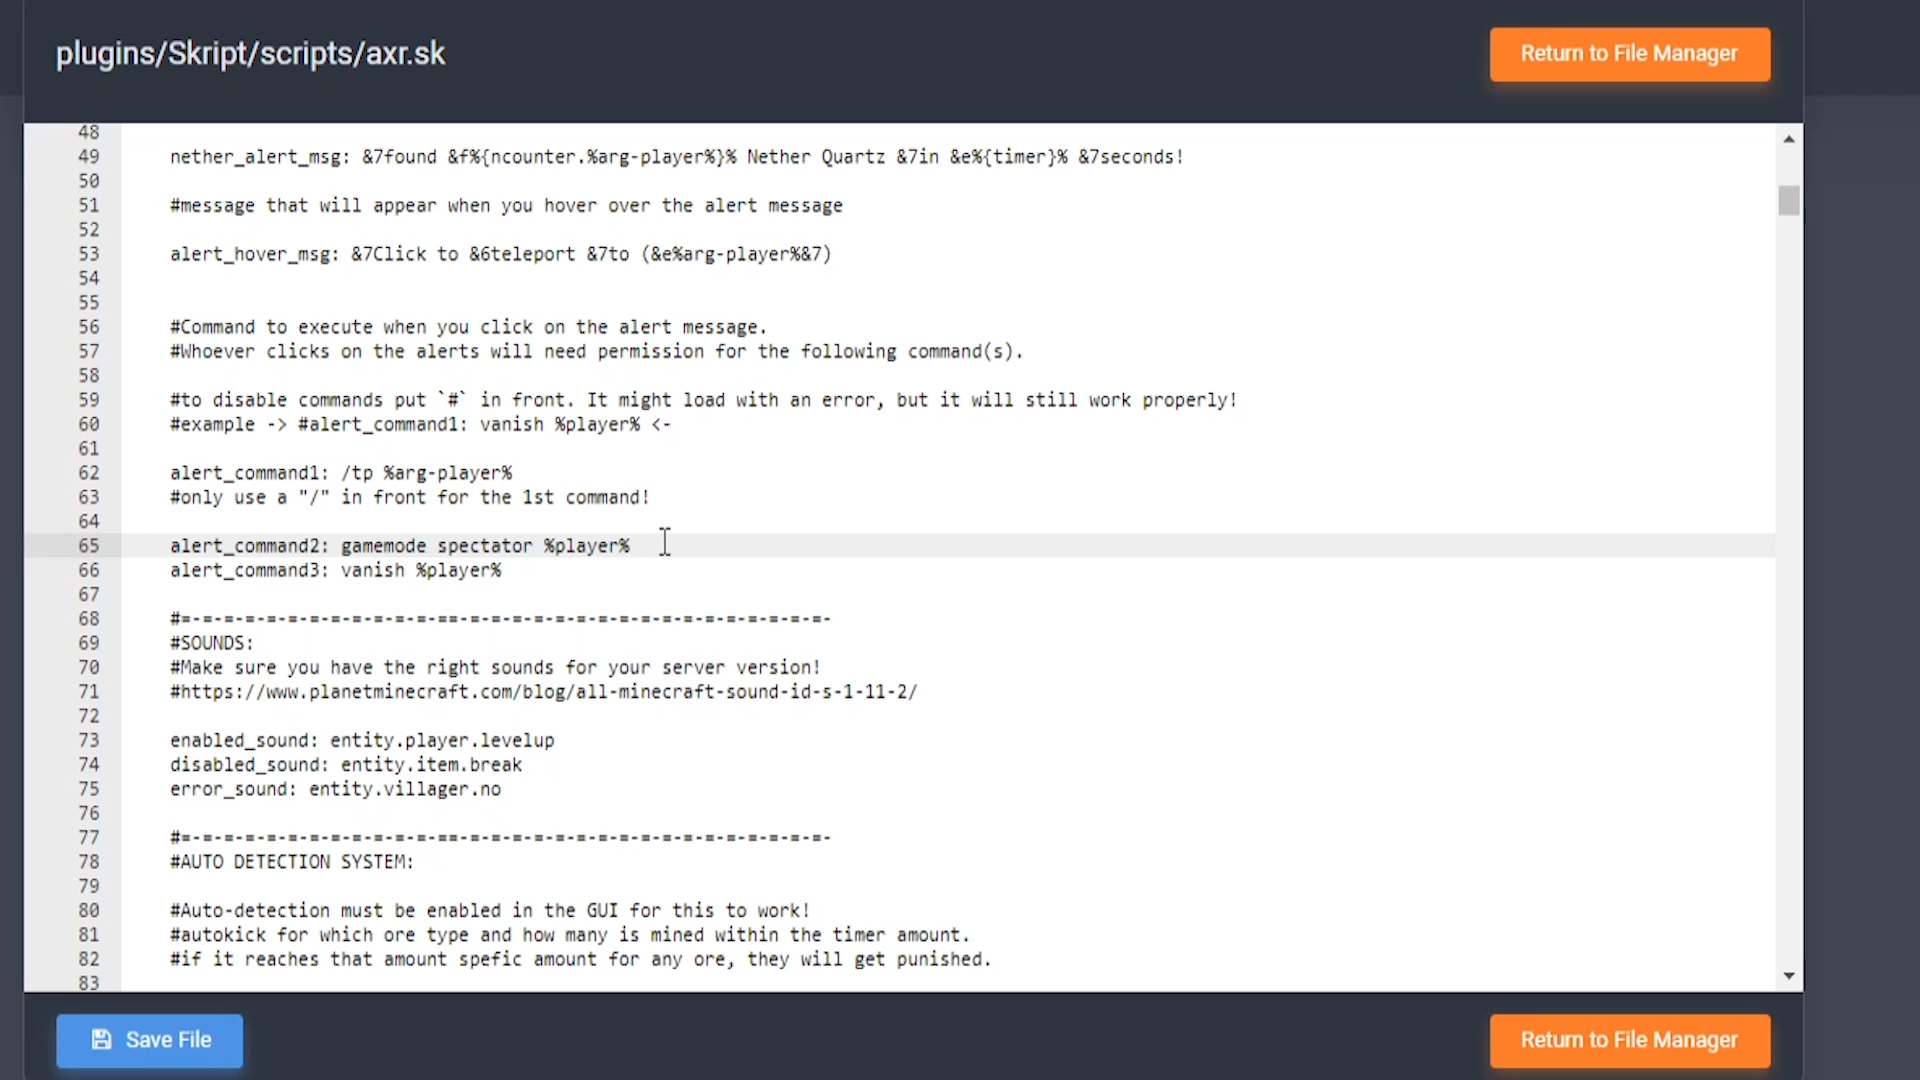 plugins/Skript/scripts/axr.sk
Return to File Manager
48
49 nether_alert_msg: &7found &f%{ncounter.%arg-player%}% Nether Quartz &7in &e%{timer}% &7seconds!
50
51 #message that will appear when you hover over the alert message
52
53 alert_hover_msg: &7Click to &6teleport &7to (&e%arg-player%&7)
54
55
56 #Command to execute when you click on the alert message.
57 #Whoever clicks on the alerts will need permission for the following command(s).
58
59 #to disable commands put `#` in front. It might load with an error, but it will still work properly!
60 #example -> #alert_command1: vanish %player% <-
61
62 alert_command1: /tp %arg-player%
63 #only use a "/" in front for the 1st command!
64
65 alert_command2: gamemode spectator %player%
66 alert_command3: vanish %player%
67
68 #=-=-=-=-=-=-=-=-=-=-=-=-==-=-=-=-=-=-=-=-=-=-=-=-=-=-=-=-=-=-
69 #SOUNDS:
70 #Make sure you have the right sounds for your server version!
71 #https://www.planetminecraft.com/blog/all-minecraft-sound-id-s-1-11-2/
72
73 enabled_sound: entity.player.levelup
74 disabled_sound: entity.item.break
75 error_sound: entity.villager.no
76
77 #=-=-=-=-=-=-=-=-=-=-=-=-==-=-=-=-=-=-=-=-=-=-=-=-=-=-=-=-=-=-
78 #AUTO DETECTION SYSTEM:
79
80 #Auto-detection must be enabled in the GUI for this to work!
81 #autokick for which ore type and how many is mined within the timer amount.
82 #if it reaches that amount spefic amount for any ore, they will get punished.
83
Save File
Return to File Manager